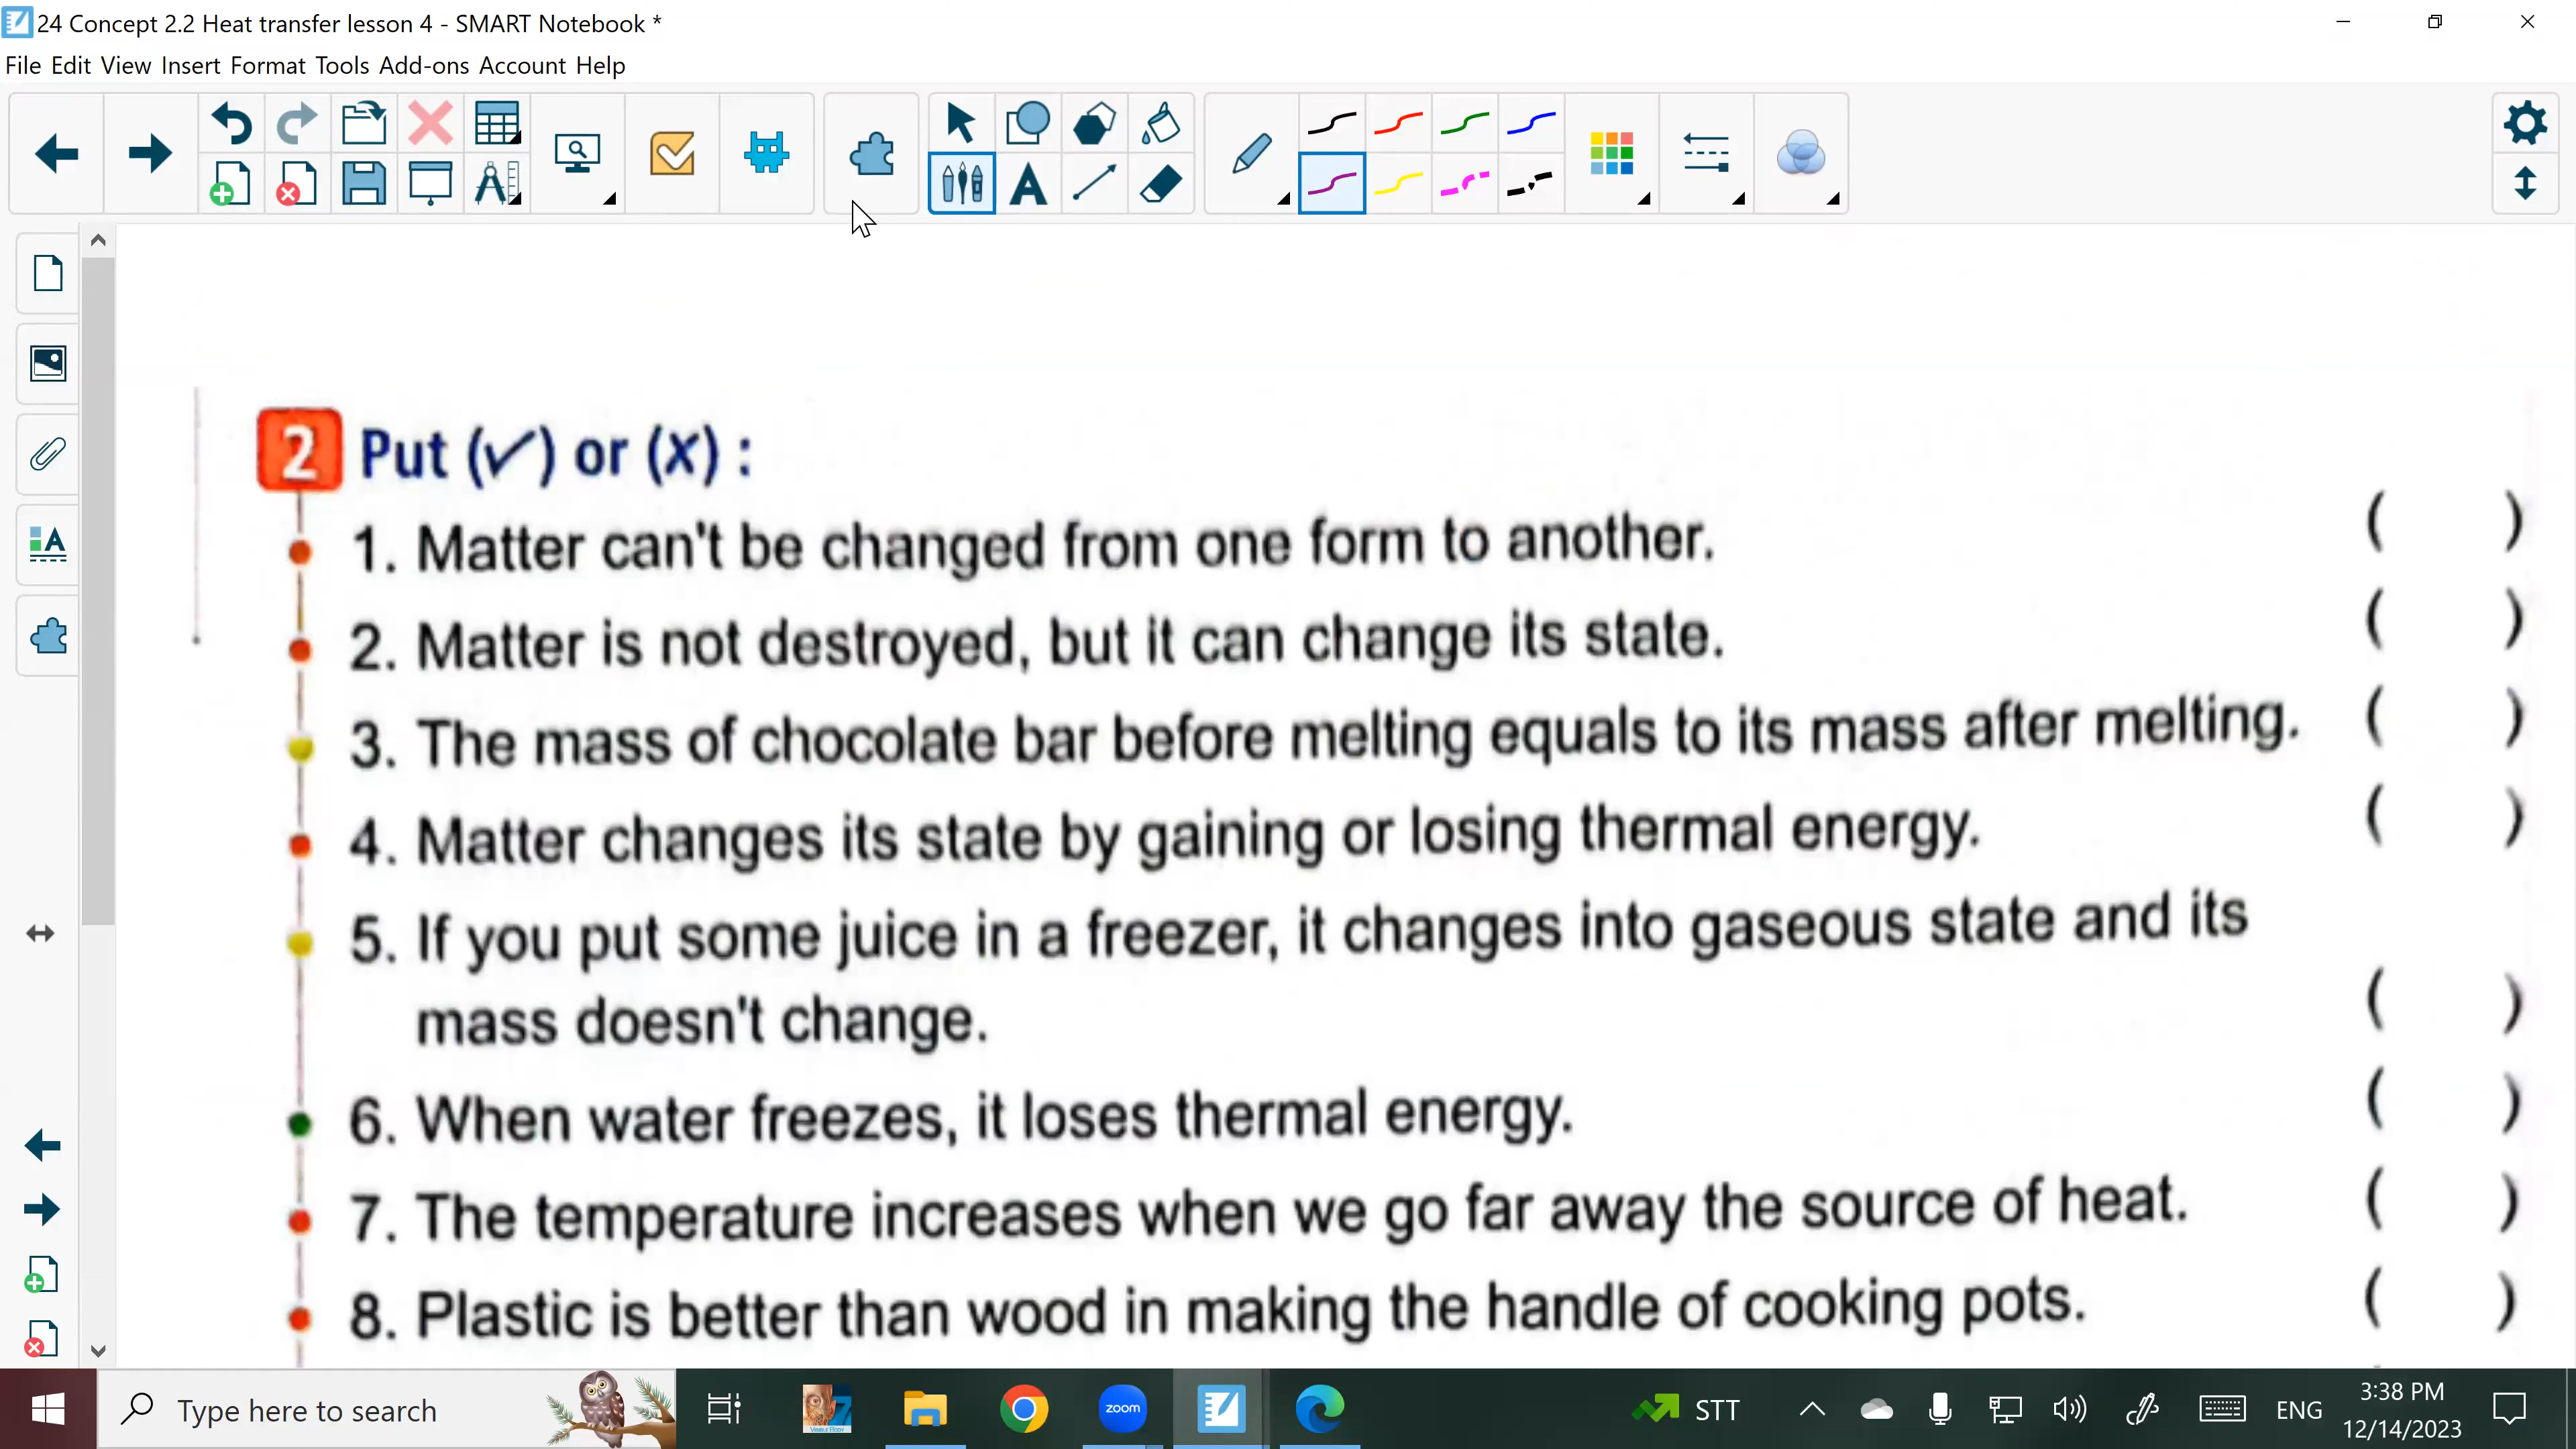 24 Concept 2.2 Heat transfer lesson 4 - SMART Notebook *
File Edit View Insert Format Tools Add-ons Account Help
2 Put (✓) or (X) :
1. Matter can't be changed from one form to another. ( )
2. Matter is not destroyed, but it can change its state. ( )
3. The mass of chocolate bar before melting equals to its mass after melting. ( )
4. Matter changes its state by gaining or losing thermal energy. ( )
5. If you put some juice in a freezer, it changes into gaseous state and its
mass doesn't change. ( )
6. When water freezes, it loses thermal energy. ( )
7. The temperature increases when we go far away the source of heat. ( )
8. Plastic is better than wood in making the handle of cooking pots. ( )
Type here to search
zoom
STT
ENG
3:38 PM
12/14/2023